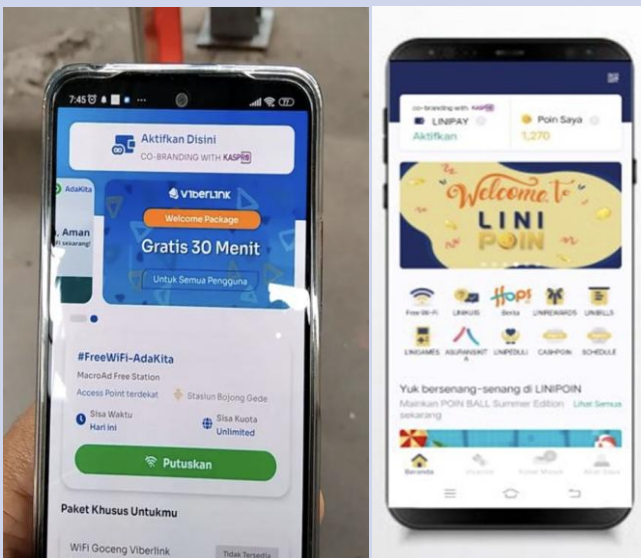 7:45
Aktifkan Disini
CO-BRANDING WITH KASPRO
AdaKita
, Aman
VIBERLINK
Welcome Package
Gratis 30 Menit
Untuk Semua Pengguna
#FreeWiFi-AdaKita
MacroAd Free Station
Access Point terdekat
Stasiun Bojong Gede
Sisa Waktu
Hari ini
Sisa Kuota
Unlimited
Putuskan
Paket Khusus Untukmu
WiFi Goceng Viberlink
Tidak Tersedia
co-branding with KASPRO
LINIPAY
Aktifkan
Poin Saya
1,270
Welcome to
LINI
POIN
Free Wi-Fi
LINIKUIS
Hops
Berita
LINIREWARDS
LINIBILLS
LINIGAMES
ASURANSIKIT
A
LINIPEDULI
CASHPOIN
SCHEDULE
Yuk bersenang-senang di LINIPOIN
Mainkan POIN BALL Summer Edition
sekarang
Lihat Semua
Beranda